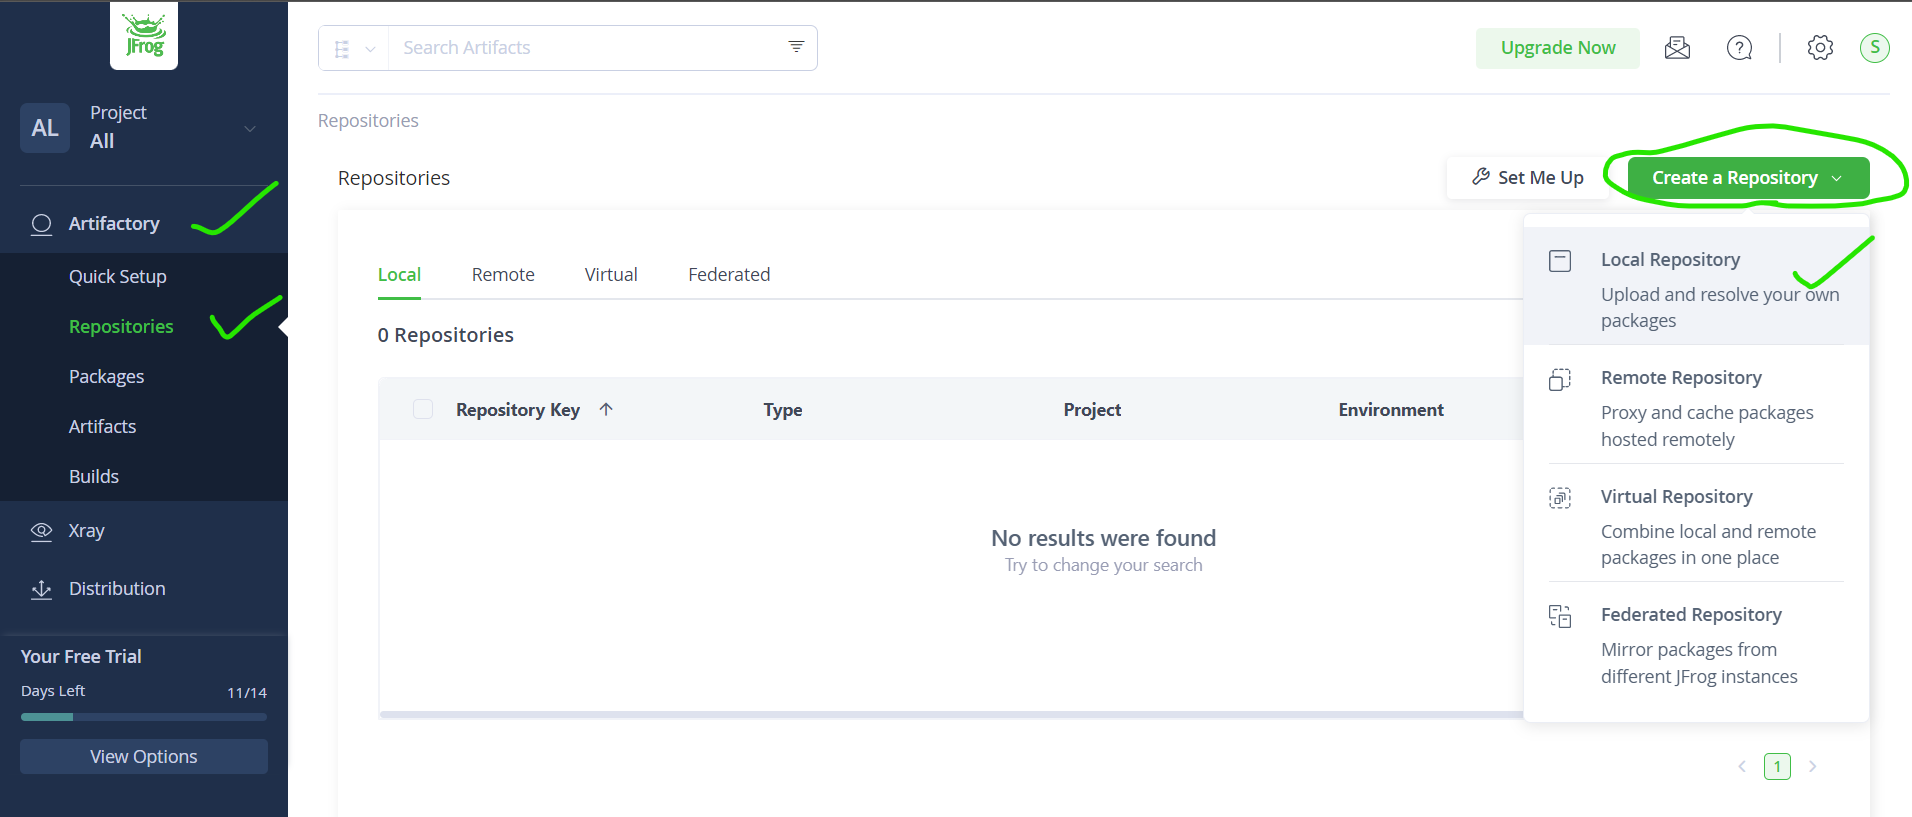 JFrog
AL
Project
All
Artifactory
Quick Setup
Repositories
Packages
Artifacts
Builds
Xray
Distribution
Your Free Trial
Days Left
11/14
View Options
Search Artifacts
Upgrade Now
?
S
Repositories
Repositories
Set Me Up
Create a Repository
Local
Remote
Virtual
Federated
0 Repositories
Repository Key
Type
Project
Environment
No results were found
Try to change your search
Local Repository
Upload and resolve your own
packages
Remote Repository
Proxy and cache packages
hosted remotely
Virtual Repository
Combine local and remote
packages in one place
Federated Repository
Mirror packages from
different JFrog instances
1